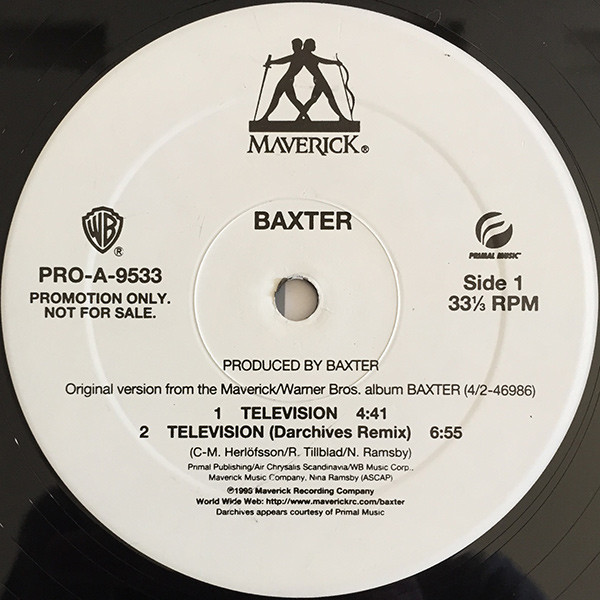 MAVERICK®
BAXTER
WB ®
PRIMAL MUSIC™
PRO-A-9533
PROMOTION ONLY.
NOT FOR SALE.
Side 1
33⅓ RPM
PRODUCED BY BAXTER
Original version from the Maverick/Warner Bros. album BAXTER (4/2-46986)
1 TELEVISION 4:41
2 TELEVISION (Darchives Remix) 6:55
(C-M. Herlöfsson/R. Tillblad/N. Ramsby)
Primal Publishing/Air Chrysalis Scandinavia/WB Music Corp.,
Maverick Music Company, Nina Ramsby (ASCAP)
℗1998 Maverick Recording Company
World Wide Web: http://www.maverickrc.com/baxter
Darchives appears courtesy of Primal Music